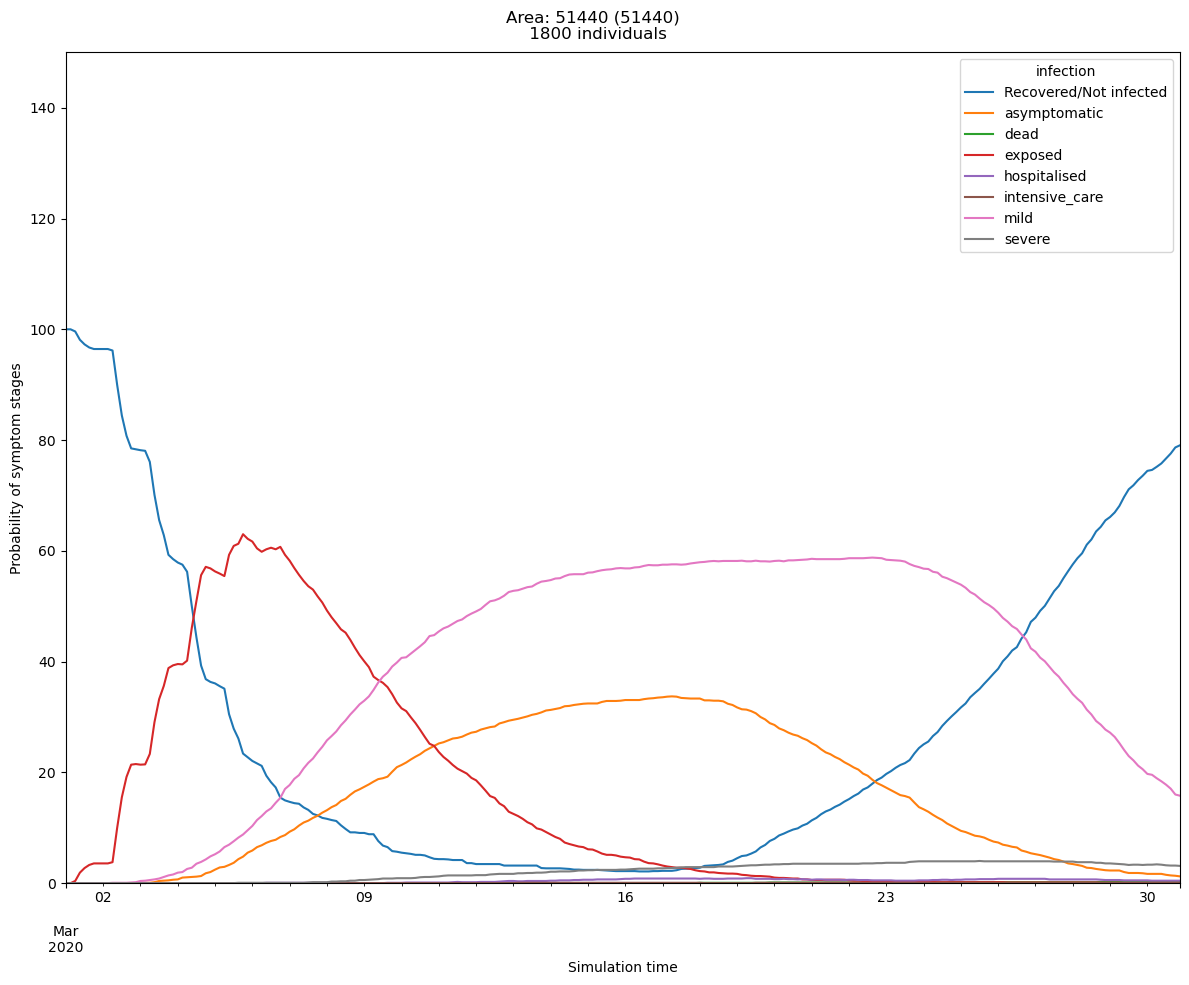 Area: 51440 (51440)
1800 individuals
infection
Recovered/Not infected
asymptomatic
dead
exposed
hospitalised
intensive_care
mild
severe
Probability of symptom stages
140
120
100
80
60
40
20
0
02
09
16
23
30
Mar
2020
Simulation time